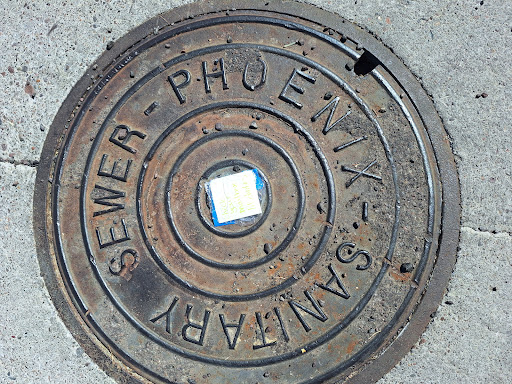 PHOENIX - SANITARY SEWER -